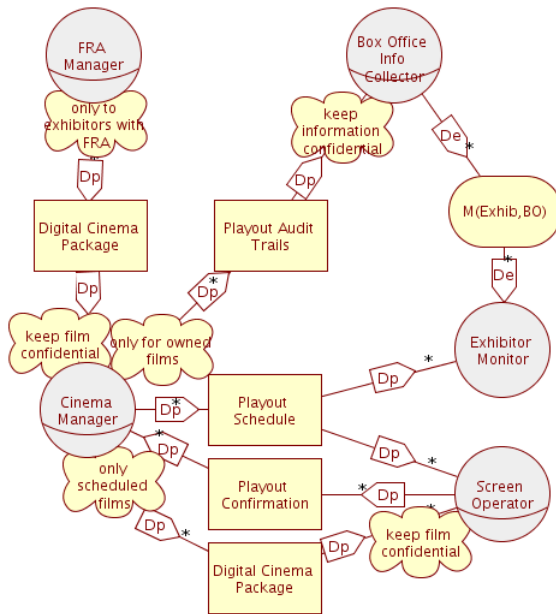 FRA
Manager
Box Office
Info
Collector
only to
exhibitors with
FRA
*
keep
information
confidential
De
*
Dp
Dp
Digital Cinema
Package
Playout Audit
Trails
M(Exhib,BO)
Dp
*
Dp
*
De
keep film
confidential
only for owned
films
Exhibitor
Monitor
*
Dp
Cinema
Manager
*
Dp
Playout
Schedule
*
Dp
Dp
*
only
scheduled
films
Playout
Confirmation
*
Dp
Screen
Operator
*
Dp
*
Dp
keep film
confidential
Digital Cinema
Package